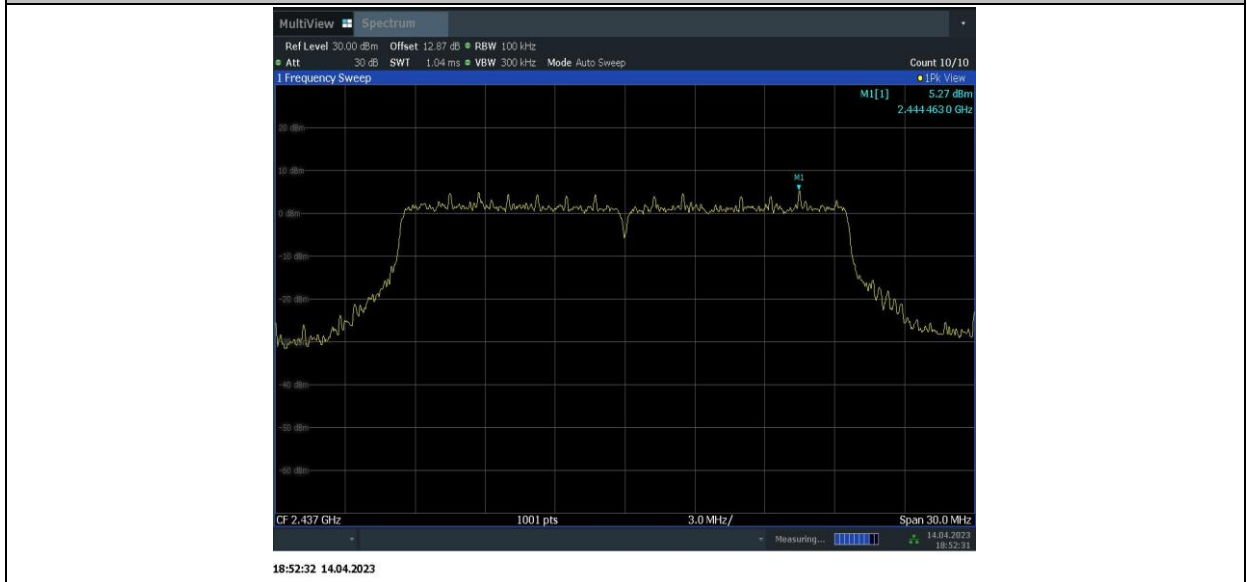 MultiView Spectrum
Ref Level 30.00 dBm Offset 12.87 dB RBW 100 kHz
Att 30 dB SWT 1.04 ms VBW 300 kHz Mode Auto Sweep Count 10/10
1 Frequency Sweep 1Pk View
M1[1] 5.27 dBm
2.444 463 0 GHz
20 dBm
10 dBm
M1
0 dBm
-10 dBm
-20 dBm
-40 dBm
-50 dBm
-60 dBm
CF 2.437 GHz 1001 pts 3.0 MHz/ Span 30.0 MHz
Measuring... 14.04.2023
18:52:31
18:52:32 14.04.2023